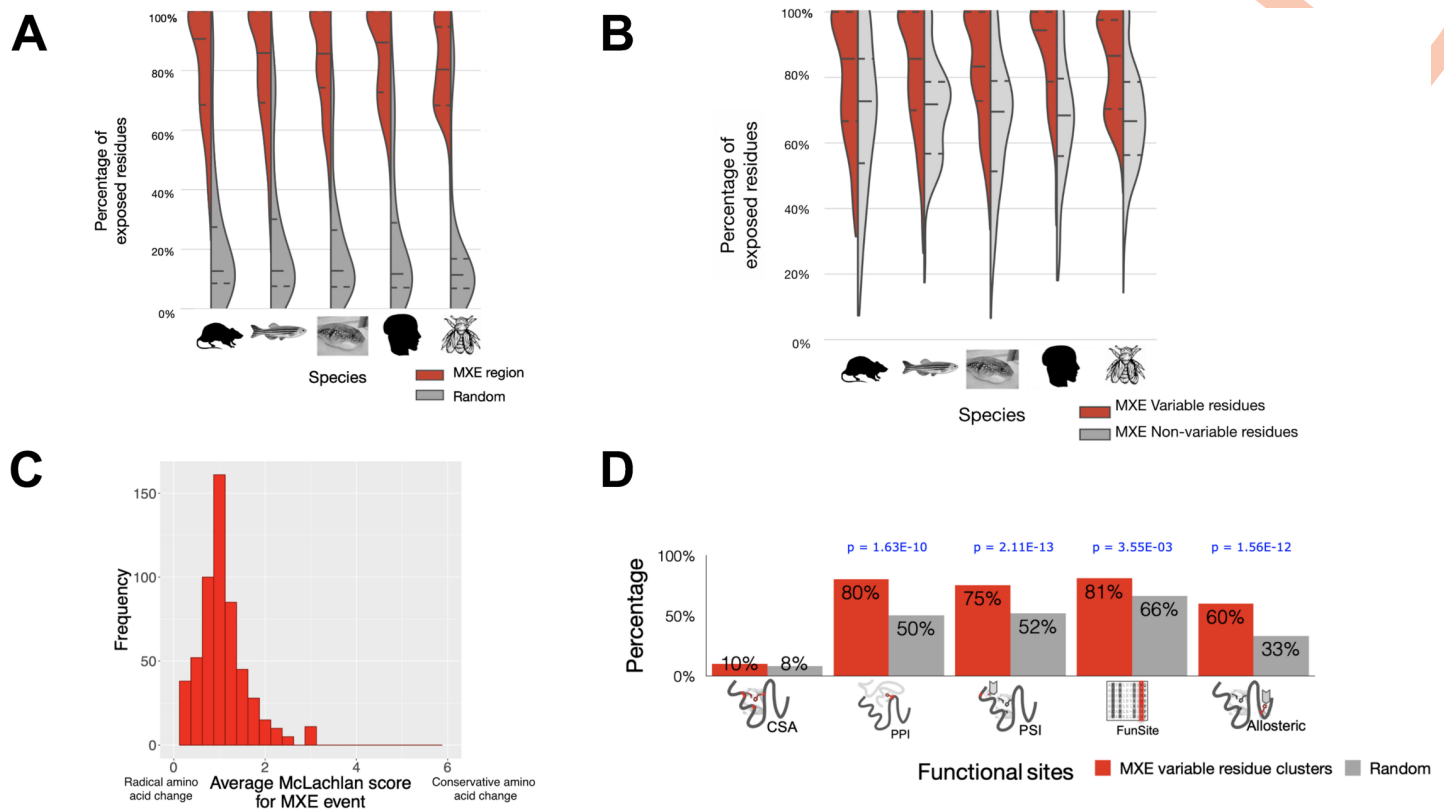 A
100%
80%
60%
40%
20%
0%
Percentage of
exposed residues
Species
MXE region
Random
B
100%
80%
60%
40%
20%
0%
Percentage of
exposed residues
Species
MXE Variable residues
MXE Non-variable residues
C
150
100
50
0
Frequency
0 2 4 6
Radical amino
acid change
Average McLachlan score
for MXE event
Conservative amino
acid change
D
p = 1.63E-10 p = 2.11E-13 p = 3.55E-03 p = 1.56E-12
100%
50%
0%
Percentage
10% 8% 80% 50% 75% 52% 81% 66% 60% 33%
CSA PPI PSI FunSite Allosteric
Functional sites
MXE variable residue clusters
Random